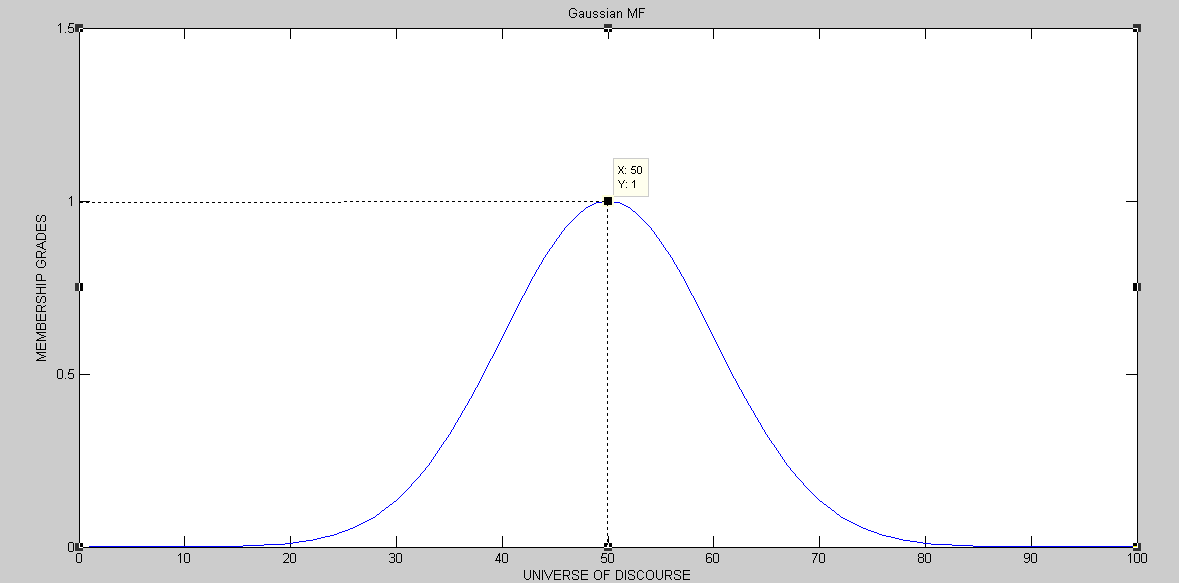 Gaussian MF
1.5
X: 50
Y: 1
1
MEMBERSHIP GRADES
0.5
0
0 10 20 30 40 50 60 70 80 90 100
UNIVERSE OF DISCOURSE